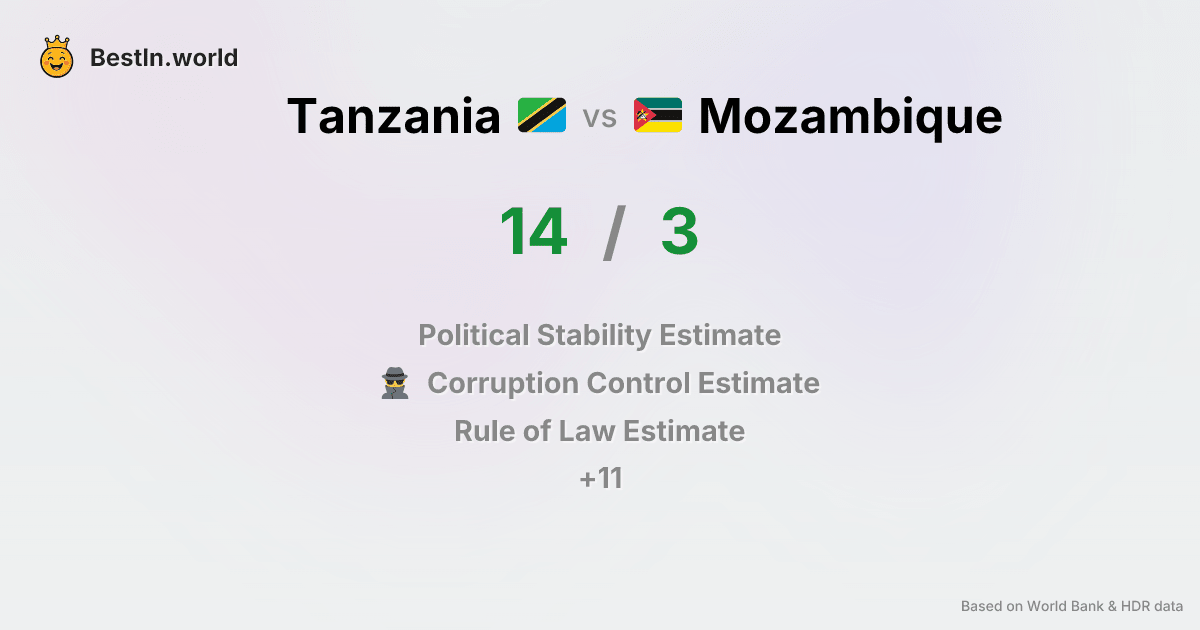 BestIn.world
Tanzania vs Mozambique
14 / 3
Political Stability Estimate
Corruption Control Estimate
Rule of Law Estimate
+11
Based on World Bank & HDR data